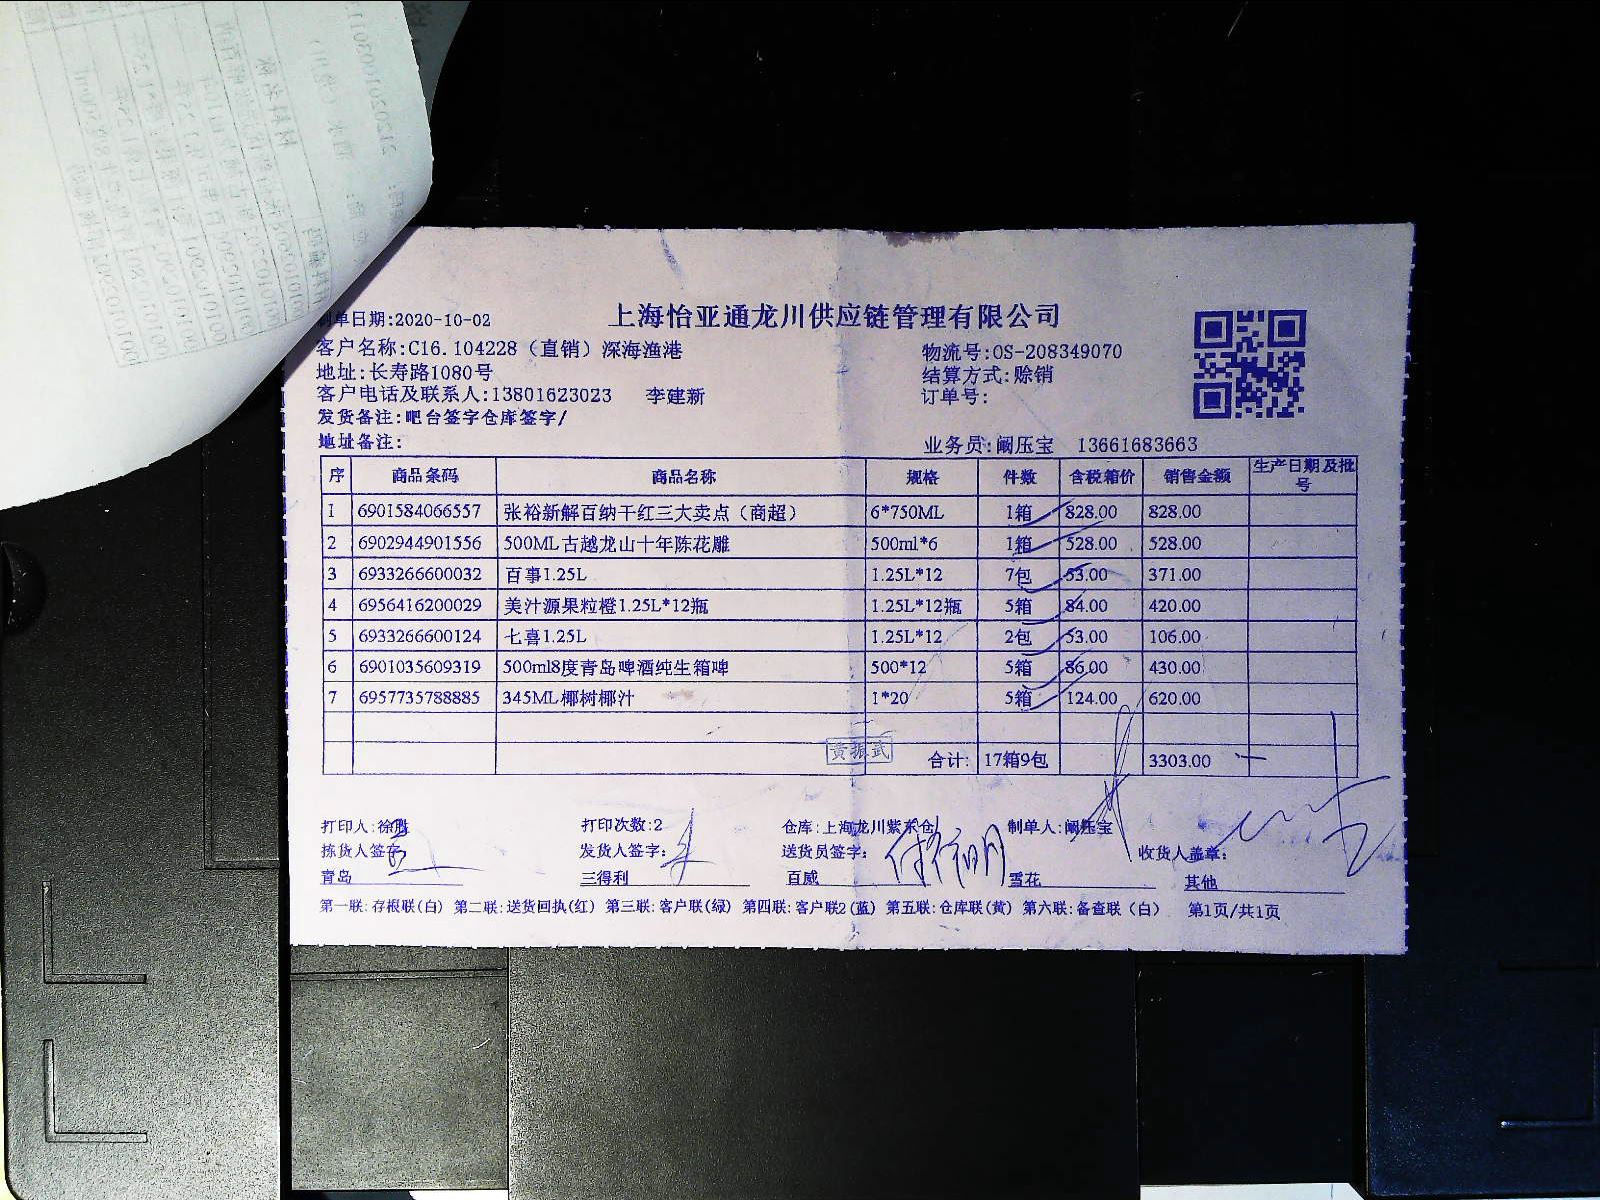 上海怡亚通龙川供应链管理有限公司
制单日期:2020-10-02
客户名称:C16.104228（直销）深海渔港 物流号:OS-208349070
地址:长寿路1080号 结算方式:赊销
客户电话及联系人:13801623023 李建新 订单号:
发货备注:吧台签字仓库签字/
地址备注: 业务员:阚压宝 13661683663
序 商品条码 商品名称 规格 件数 含税箱价 销售金额 生产日期及批号
1 6901584066557 张裕新解百纳干红三大卖点（商超） 6*750ML 1箱 828.00 828.00
2 6902944901556 500ML古越龙山十年陈花雕 500ml*6 1箱 528.00 528.00
3 6933266600032 百事1.25L 1.25L*12 7包 53.00 371.00
4 6956416200029 美汁源果粒橙1.25L*12瓶 1.25L*12瓶 5箱 84.00 420.00
5 6933266600124 七喜1.25L 1.25L*12 2包 53.00 106.00
6 6901035609319 500ml8度青岛啤酒纯生箱啤 500*12 5箱 86.00 430.00
7 6957735788885 345ML椰树椰汁 1*20 5箱 124.00 620.00
黄振武 合计: 17箱9包 3303.00
打印人:徐 打印次数:2 仓库:上海龙川紫东仓 制单人:阚压宝
拣货人签字 发货人签字: 送货员签字: 收货人盖章:
青岛 三得利 百威 雪花 其他
第一联:存根联(白) 第二联:送货回执(红) 第三联:客户联(绿) 第四联:客户联2(蓝) 第五联:仓库联(黄) 第六联:备查联（白） 第1页/共1页